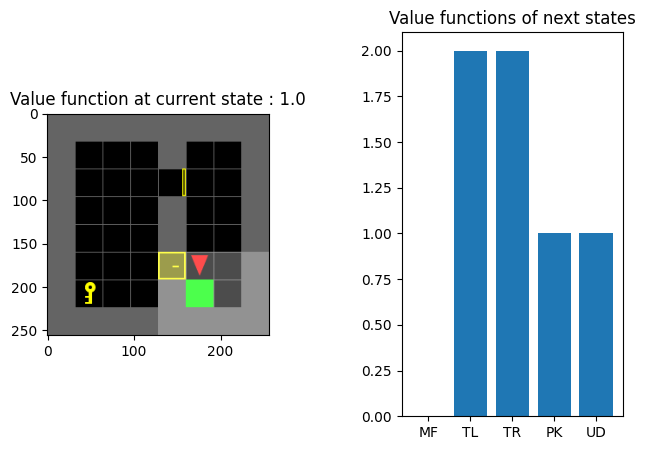 Value functions of next states
Value function at current state : 1.0
0
50
100
150
200
250
0
100
200
2.00
1.75
1.50
1.25
1.00
0.75
0.50
0.25
0.00
MF
TL
TR
PK
UD